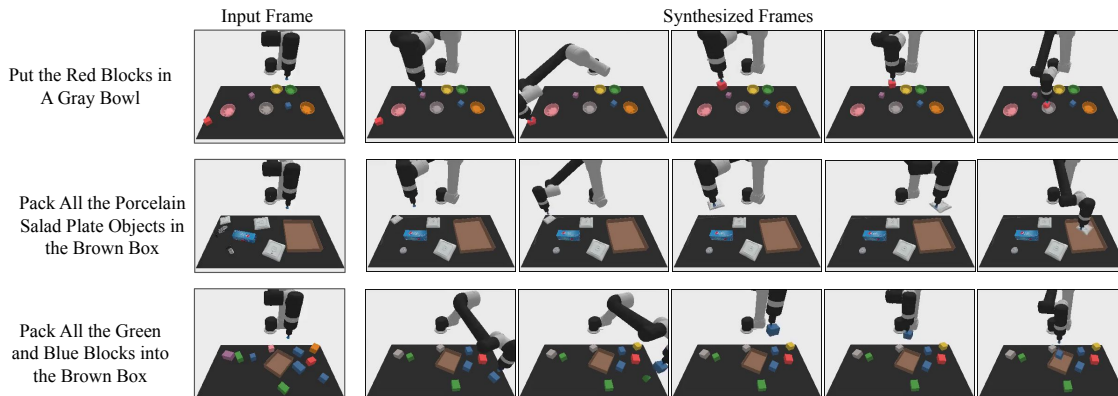 Input Frame
Synthesized Frames
Put the Red Blocks in
A Gray Bowl
Pack All the Porcelain
Salad Plate Objects in
the Brown Box
Pack All the Green
and Blue Blocks into
the Brown Box